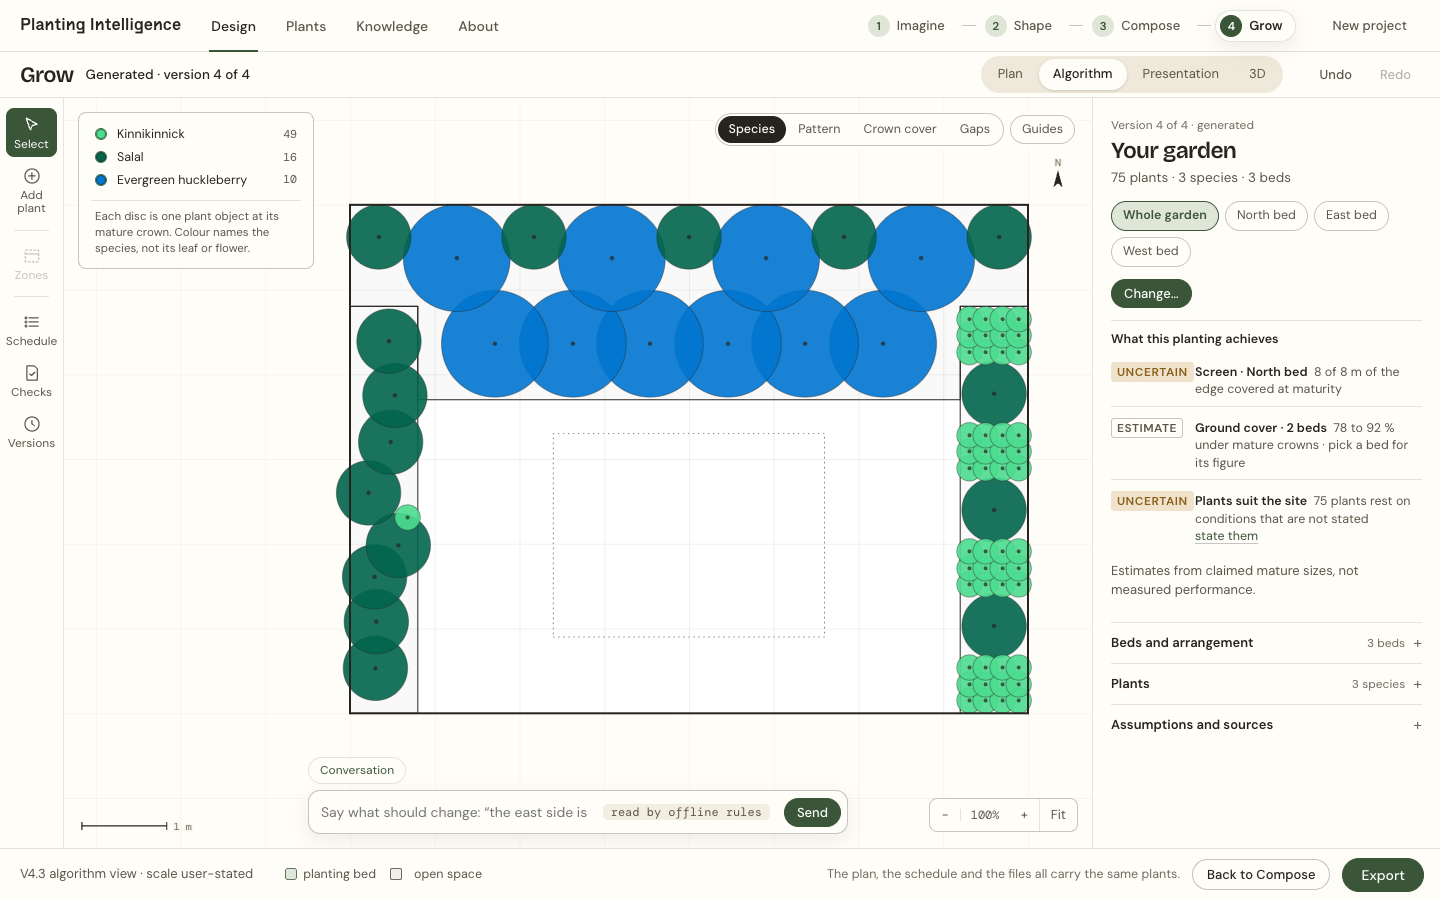 Planting Intelligence
Design
Plants
Knowledge
About
1 Imagine
2 Shape
3 Compose
4 Grow
New project
Grow
Generated · version 4 of 4
Plan
Algorithm
Presentation
3D
Undo
Redo
Select
Add
plant
Zones
Schedule
Checks
Versions
Kinnikinnick 49
Salal 16
Evergreen huckleberry 10
Each disc is one plant object at its
mature crown. Colour names the
species, not its leaf or flower.
Species
Pattern
Crown cover
Gaps
Guides
N
1 m
Conversation
Say what should change: “the east side is
read by offline rules
Send
−
100%
+
Fit
Version 4 of 4 · generated
Your garden
75 plants · 3 species · 3 beds
Whole garden
North bed
East bed
West bed
Change…
What this planting achieves
UNCERTAIN Screen · North bed 8 of 8 m of the
edge covered at maturity
ESTIMATE Ground cover · 2 beds 78 to 92 %
under mature crowns · pick a bed for
its figure
UNCERTAIN Plants suit the site 75 plants rest on
conditions that are not stated
state them
Estimates from claimed mature sizes, not
measured performance.
Beds and arrangement 3 beds +
Plants 3 species +
Assumptions and sources +
V4.3 algorithm view · scale user-stated
planting bed
open space
The plan, the schedule and the files all carry the same plants.
Back to Compose
Export